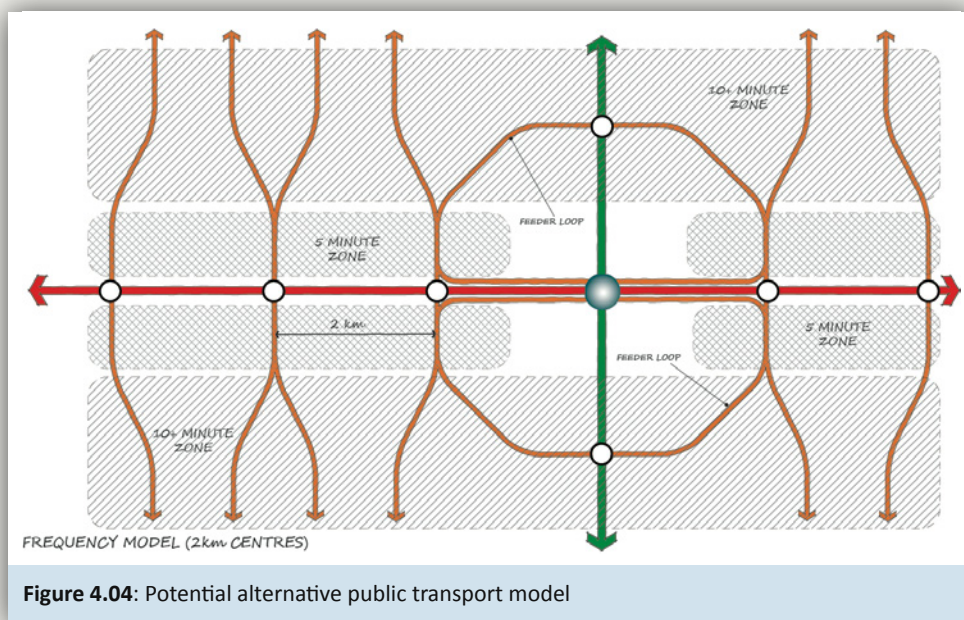 10+ MINUTE
ZONE
FEEDER LOOP
5 MINUTE
ZONE
2 km
5 MINUTE
ZONE
FEEDER LOOP
10+ MINUTE
ZONE
FREQUENCY MODEL (2km CENTRES)
Figure 4.04: Potential alternative public transport model